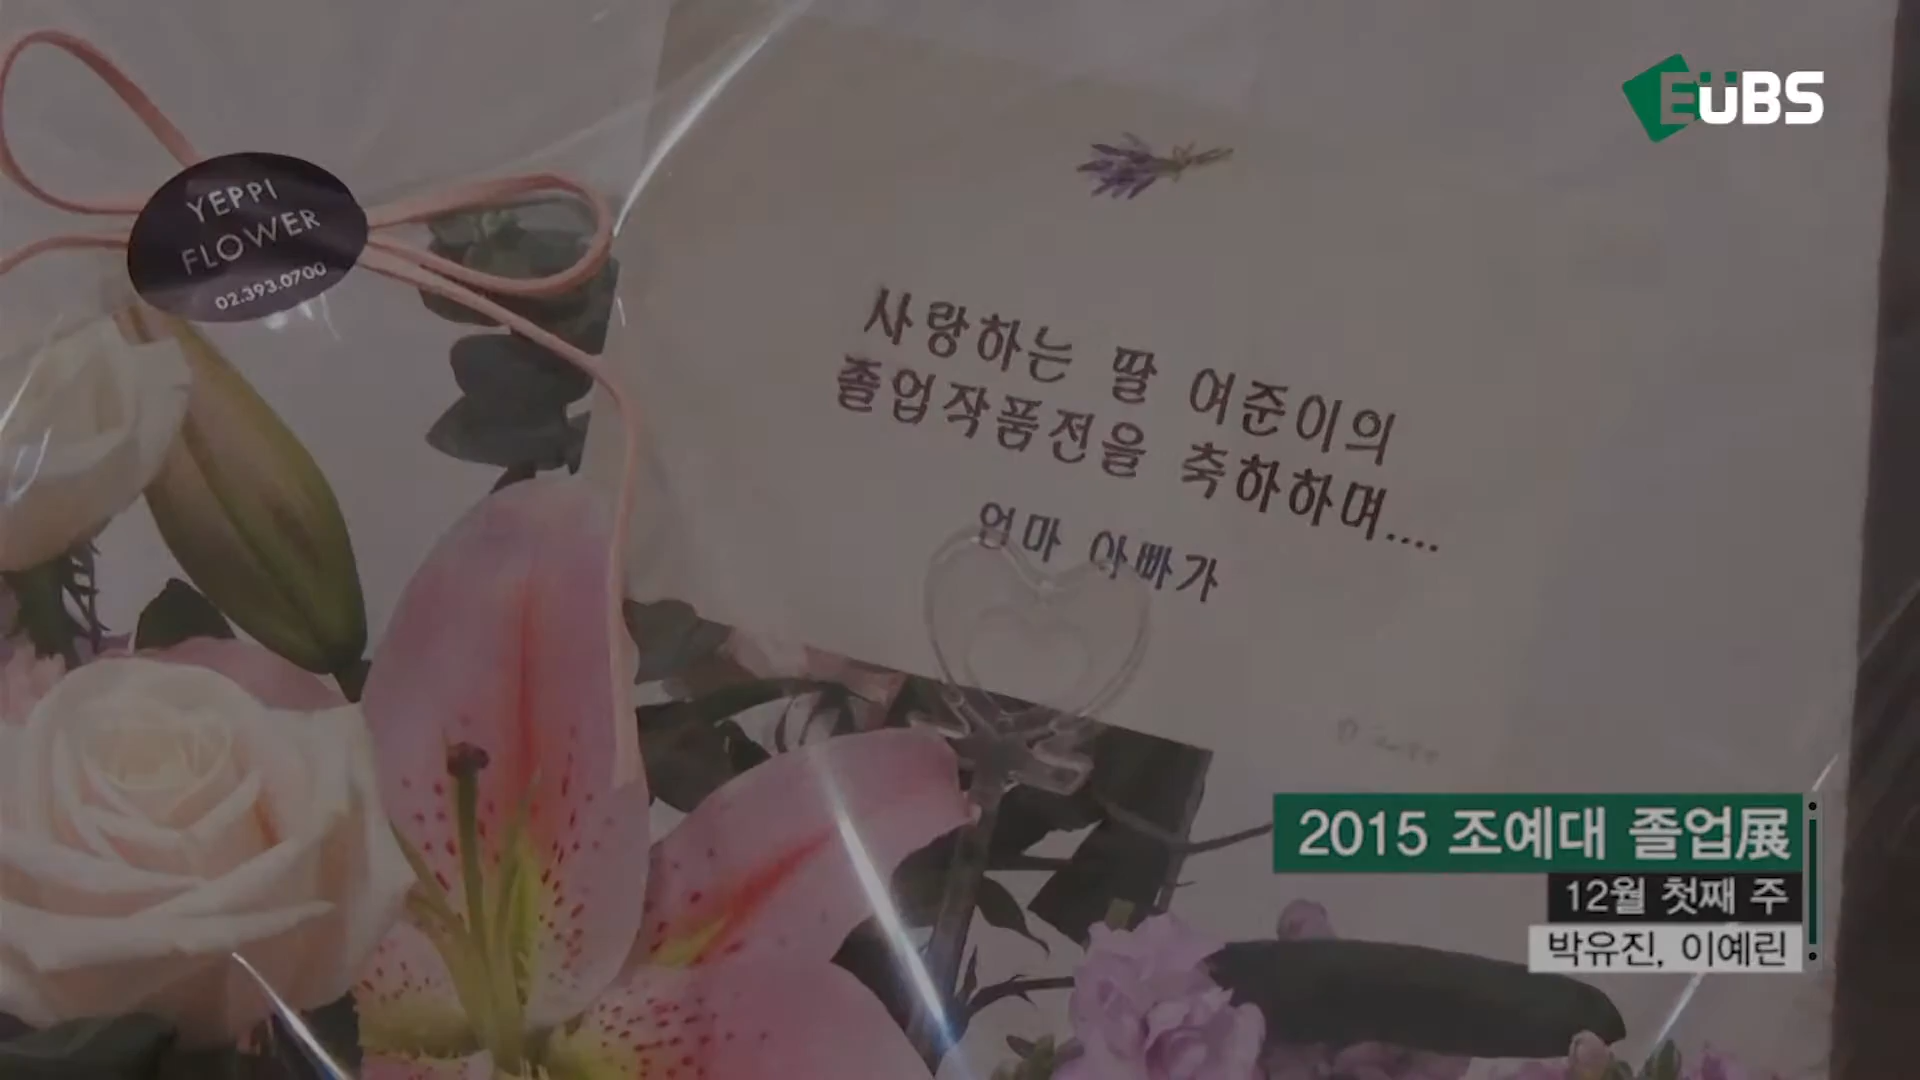 EUBS
YEPPI
FLOWER
02.393.0700
사랑하는 딸 여준이의
졸업작품전을 축하하며....
엄마 아빠가
2015 조예대 졸업展
12월 첫째 주
박유진, 이예린